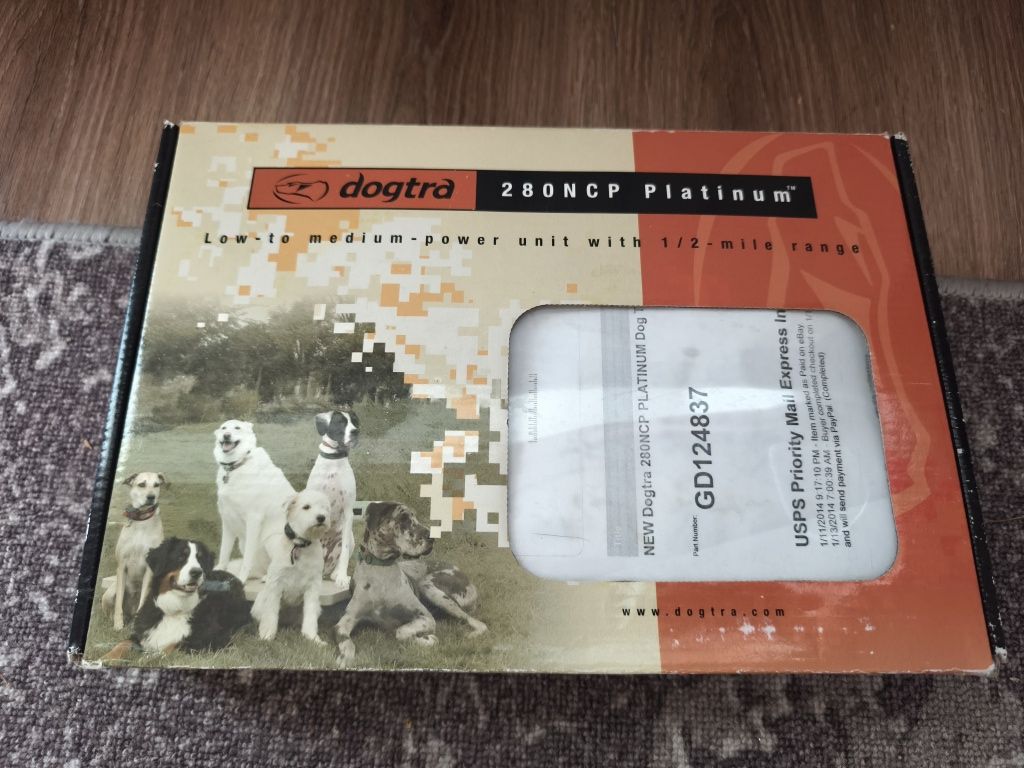 dogtra 280NCP Platinum™
Low-to medium-power unit with 1/2-mile range
NEW Dogtra 280NCP PLATINUM Dog
Part Number:
GD124837
USPS Priority Mail Express In
1/11/2014 9:17:10 PM - Item marked as Paid on eBay
1/13/2014 7:00:39 AM - Buyer completed checkout on 1/
and will send payment via PayPal (Completed)
www.dogtra.com